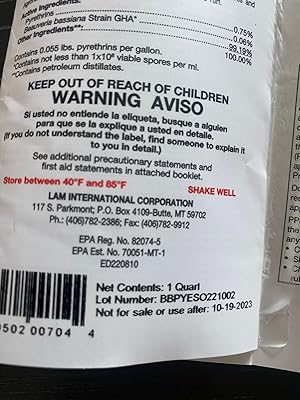 Active Ingredients:
Pyrethrins 0.75%
Beauveria bassiana Strain GHA* 0.06%
Other Ingredients**: 99.19%
100.00%
Contains 0.055 lbs. pyrethrins per gallon.
*Contains not less than 1x10⁸ viable spores per ml.
*Contains petroleum distillates.
KEEP OUT OF REACH OF CHILDREN
WARNING AVISO
Si usted no entiende la etiqueta, busque a alguien
para que se la explique a usted en detalle.
(If you do not understand the label, find someone to explain it
to you in detail.)
See additional precautionary statements and
first aid statements in attached booklet.
Store between 40°F and 85°F SHAKE WELL
LAM INTERNATIONAL CORPORATION
117 S. Parkmont; P.O. Box 4109-Butte, MT 59702
Ph: (406)782-2386; Fax: (406)782-9912
EPA Reg. No. 82074-5
EPA Est. No. 70051-MT-1
ED220810
Net Contents: 1 Quart
Lot Number: BBPYESO221002
Not for sale or use after: 10-19-2023
9502 00704 4